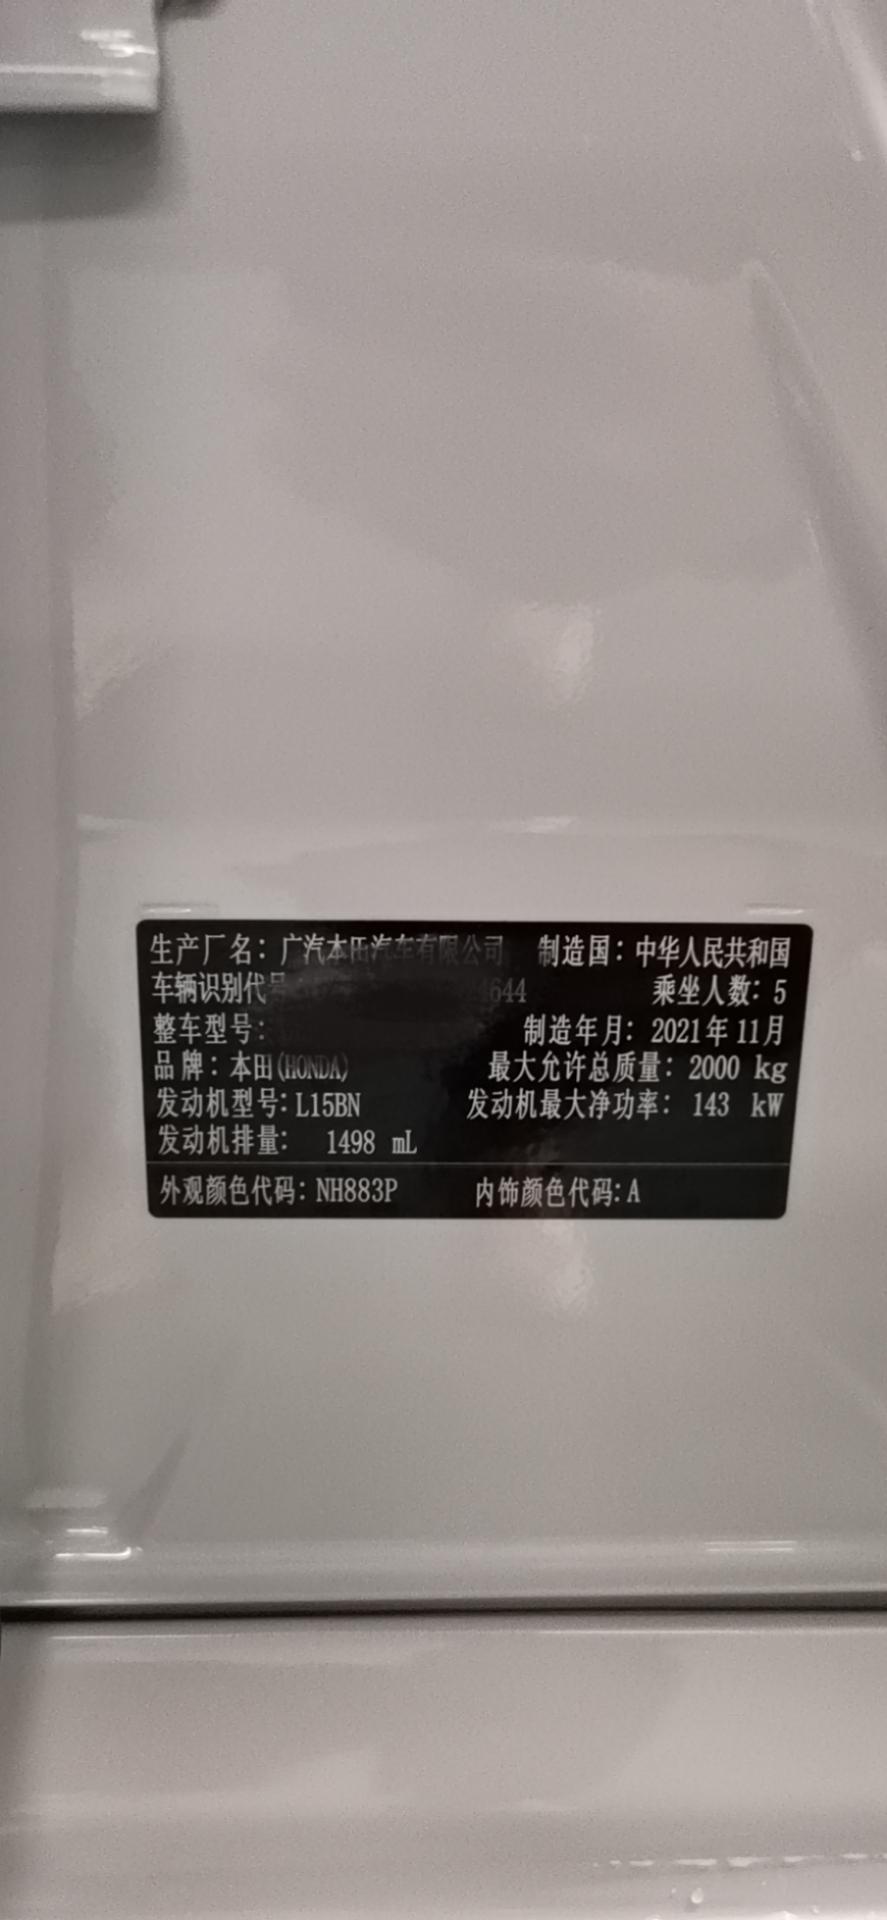 生产厂名：广汽本田汽车有限公司 制造国：中华人民共和国
车辆识别代号 4644 乘坐人数：5
整车型号： 制造年月：2021年11月
品牌：本田(HONDA) 最大允许总质量：2000 kg
发动机型号：L15BN 发动机最大净功率：143 kW
发动机排量： 1498 mL
外观颜色代码：NH883P 内饰颜色代码：A